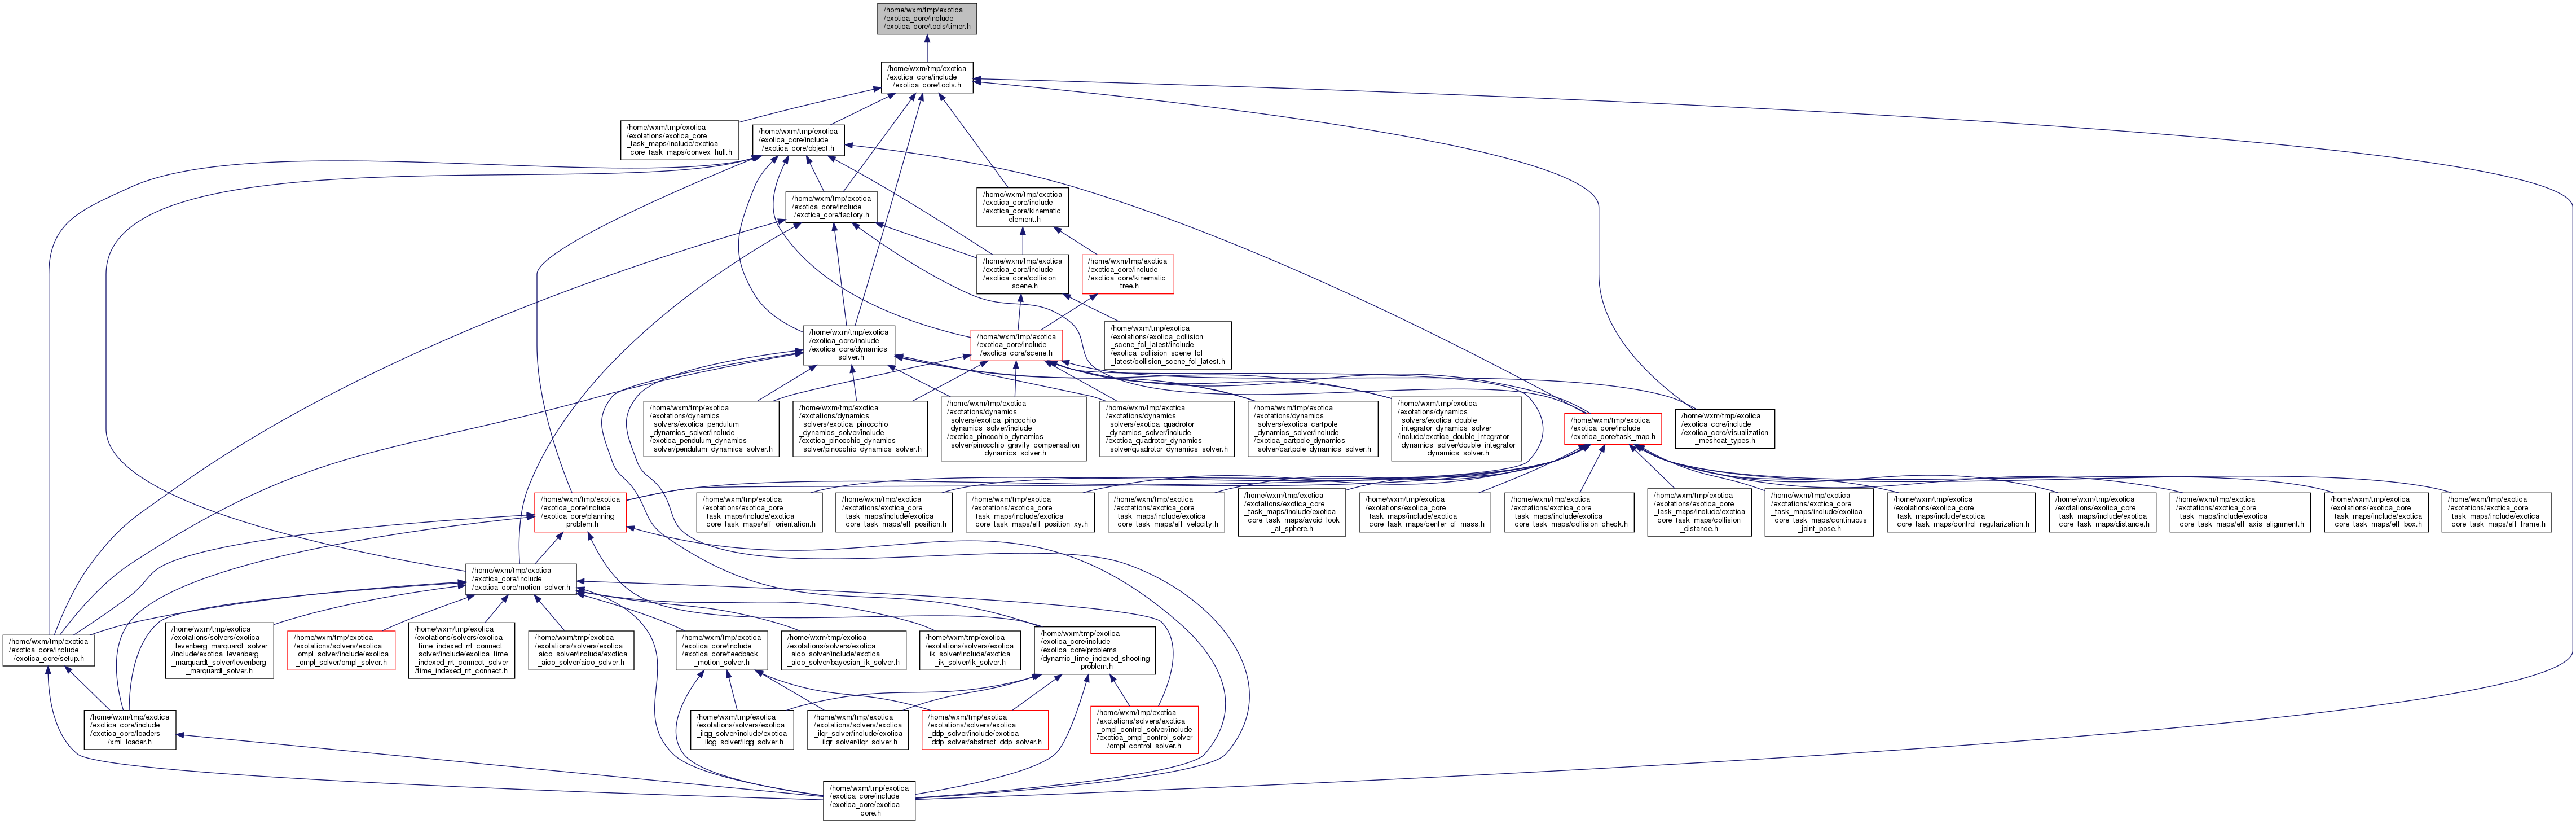 /home/wxm/tmp/exotica
/exotica_core/include
/exotica_core/tools/timer.h
/home/wxm/tmp/exotica
/exotica_core/include
/exotica_core/tools.h
/home/wxm/tmp/exotica
/exotations/exotica_core
_task_maps/include/exotica
_core_task_maps/convex_hull.h
/home/wxm/tmp/exotica
/exotica_core/include
/exotica_core/object.h
/home/wxm/tmp/exotica
/exotica_core/include
/exotica_core/factory.h
/home/wxm/tmp/exotica
/exotica_core/include
/exotica_core/kinematic
_element.h
/home/wxm/tmp/exotica
/exotica_core/include
/exotica_core/collision
_scene.h
/home/wxm/tmp/exotica
/exotica_core/include
/exotica_core/kinematic
_tree.h
/home/wxm/tmp/exotica
/exotica_core/include
/exotica_core/dynamics
_solver.h
/home/wxm/tmp/exotica
/exotica_core/include
/exotica_core/scene.h
/home/wxm/tmp/exotica
/exotations/exotica_collision
_scene_fcl_latest/include
/exotica_collision_scene_fcl
_latest/collision_scene_fcl_latest.h
/home/wxm/tmp/exotica
/exotations/dynamics
_solvers/exotica_pendulum
_dynamics_solver/include
/exotica_pendulum_dynamics
_solver/pendulum_dynamics_solver.h
/home/wxm/tmp/exotica
/exotations/dynamics
_solvers/exotica_pinocchio
_dynamics_solver/include
/exotica_pinocchio_dynamics
_solver/pinocchio_dynamics_solver.h
/home/wxm/tmp/exotica
/exotations/dynamics
_solvers/exotica_pinocchio
_dynamics_solver/include
/exotica_pinocchio_dynamics
_solver/pinocchio_gravity_compensation
_dynamics_solver.h
/home/wxm/tmp/exotica
/exotations/dynamics
_solvers/exotica_quadrotor
_dynamics_solver/include
/exotica_quadrotor_dynamics
_solver/quadrotor_dynamics_solver.h
/home/wxm/tmp/exotica
/exotations/dynamics
_solvers/exotica_cartpole
_dynamics_solver/include
/exotica_cartpole_dynamics
_solver/cartpole_dynamics_solver.h
/home/wxm/tmp/exotica
/exotations/dynamics
_solvers/exotica_double
_integrator_dynamics_solver
/include/exotica_double_integrator
_dynamics_solver/double_integrator
_dynamics_solver.h
/home/wxm/tmp/exotica
/exotica_core/include
/exotica_core/task_map.h
/home/wxm/tmp/exotica
/exotica_core/include
/exotica_core/visualization
_meshcat_types.h
/home/wxm/tmp/exotica
/exotica_core/include
/exotica_core/planning
_problem.h
/home/wxm/tmp/exotica
/exotations/exotica_core
_task_maps/include/exotica
_core_task_maps/eff_orientation.h
/home/wxm/tmp/exotica
/exotations/exotica_core
_task_maps/include/exotica
_core_task_maps/eff_position.h
/home/wxm/tmp/exotica
/exotations/exotica_core
_task_maps/include/exotica
_core_task_maps/eff_position_xy.h
/home/wxm/tmp/exotica
/exotations/exotica_core
_task_maps/include/exotica
_core_task_maps/eff_velocity.h
/home/wxm/tmp/exotica
/exotations/exotica_core
_task_maps/include/exotica
_core_task_maps/avoid_look
_at_sphere.h
/home/wxm/tmp/exotica
/exotations/exotica_core
_task_maps/include/exotica
_core_task_maps/center_of_mass.h
/home/wxm/tmp/exotica
/exotations/exotica_core
_task_maps/include/exotica
_core_task_maps/collision_check.h
/home/wxm/tmp/exotica
/exotations/exotica_core
_task_maps/include/exotica
_core_task_maps/collision
_distance.h
/home/wxm/tmp/exotica
/exotations/exotica_core
_task_maps/include/exotica
_core_task_maps/continuous
_joint_pose.h
/home/wxm/tmp/exotica
/exotations/exotica_core
_task_maps/include/exotica
_core_task_maps/control_regularization.h
/home/wxm/tmp/exotica
/exotations/exotica_core
_task_maps/include/exotica
_core_task_maps/distance.h
/home/wxm/tmp/exotica
/exotations/exotica_core
_task_maps/include/exotica
_core_task_maps/eff_axis_alignment.h
/home/wxm/tmp/exotica
/exotations/exotica_core
_task_maps/include/exotica
_core_task_maps/eff_box.h
/home/wxm/tmp/exotica
/exotations/exotica_core
_task_maps/include/exotica
_core_task_maps/eff_frame.h
/home/wxm/tmp/exotica
/exotica_core/include
/exotica_core/motion_solver.h
/home/wxm/tmp/exotica
/exotica_core/include
/exotica_core/setup.h
/home/wxm/tmp/exotica
/exotations/solvers/exotica
_levenberg_marquardt_solver
/include/exotica_levenberg
_marquardt_solver/levenberg
_marquardt_solver.h
/home/wxm/tmp/exotica
/exotations/solvers/exotica
_ompl_solver/include/exotica
_ompl_solver/ompl_solver.h
/home/wxm/tmp/exotica
/exotations/solvers/exotica
_time_indexed_rrt_connect
_solver/include/exotica_time
_indexed_rrt_connect_solver
/time_indexed_rrt_connect.h
/home/wxm/tmp/exotica
/exotations/solvers/exotica
_aico_solver/include/exotica
_aico_solver/aico_solver.h
/home/wxm/tmp/exotica
/exotica_core/include
/exotica_core/feedback
_motion_solver.h
/home/wxm/tmp/exotica
/exotations/solvers/exotica
_aico_solver/include/exotica
_aico_solver/bayesian_ik_solver.h
/home/wxm/tmp/exotica
/exotations/solvers/exotica
_ik_solver/include/exotica
_ik_solver/ik_solver.h
/home/wxm/tmp/exotica
/exotica_core/include
/exotica_core/problems
/dynamic_time_indexed_shooting
_problem.h
/home/wxm/tmp/exotica
/exotica_core/include
/exotica_core/loaders
/xml_loader.h
/home/wxm/tmp/exotica
/exotations/solvers/exotica
_ilqg_solver/include/exotica
_ilqg_solver/ilqg_solver.h
/home/wxm/tmp/exotica
/exotations/solvers/exotica
_ilqr_solver/include/exotica
_ilqr_solver/ilqr_solver.h
/home/wxm/tmp/exotica
/exotations/solvers/exotica
_ddp_solver/include/exotica
_ddp_solver/abstract_ddp_solver.h
/home/wxm/tmp/exotica
/exotations/solvers/exotica
_ompl_control_solver/include
/exotica_ompl_control_solver
/ompl_control_solver.h
/home/wxm/tmp/exotica
/exotica_core/include
/exotica_core/exotica
_core.h